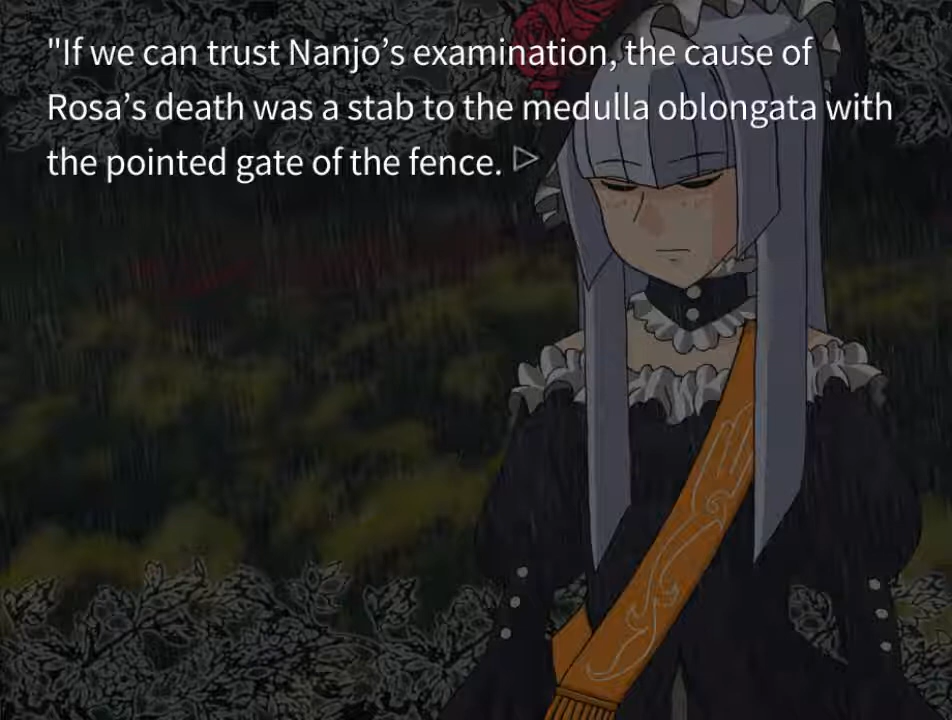 "If we can trust Nanjo’s examination, the cause of
Rosa’s death was a stab to the medulla oblongata with
the pointed gate of the fence.